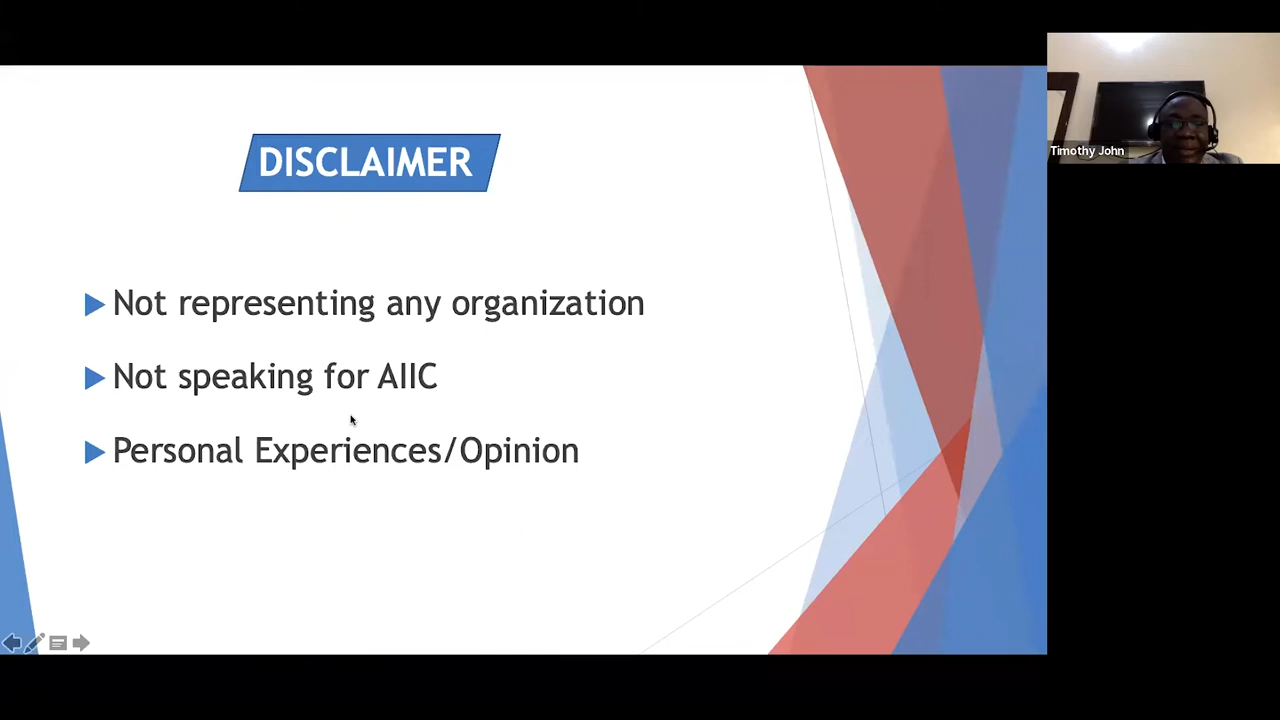 DISCLAIMER
Not representing any organization
Not speaking for AIIC
Personal Experiences/Opinion
Timothy John